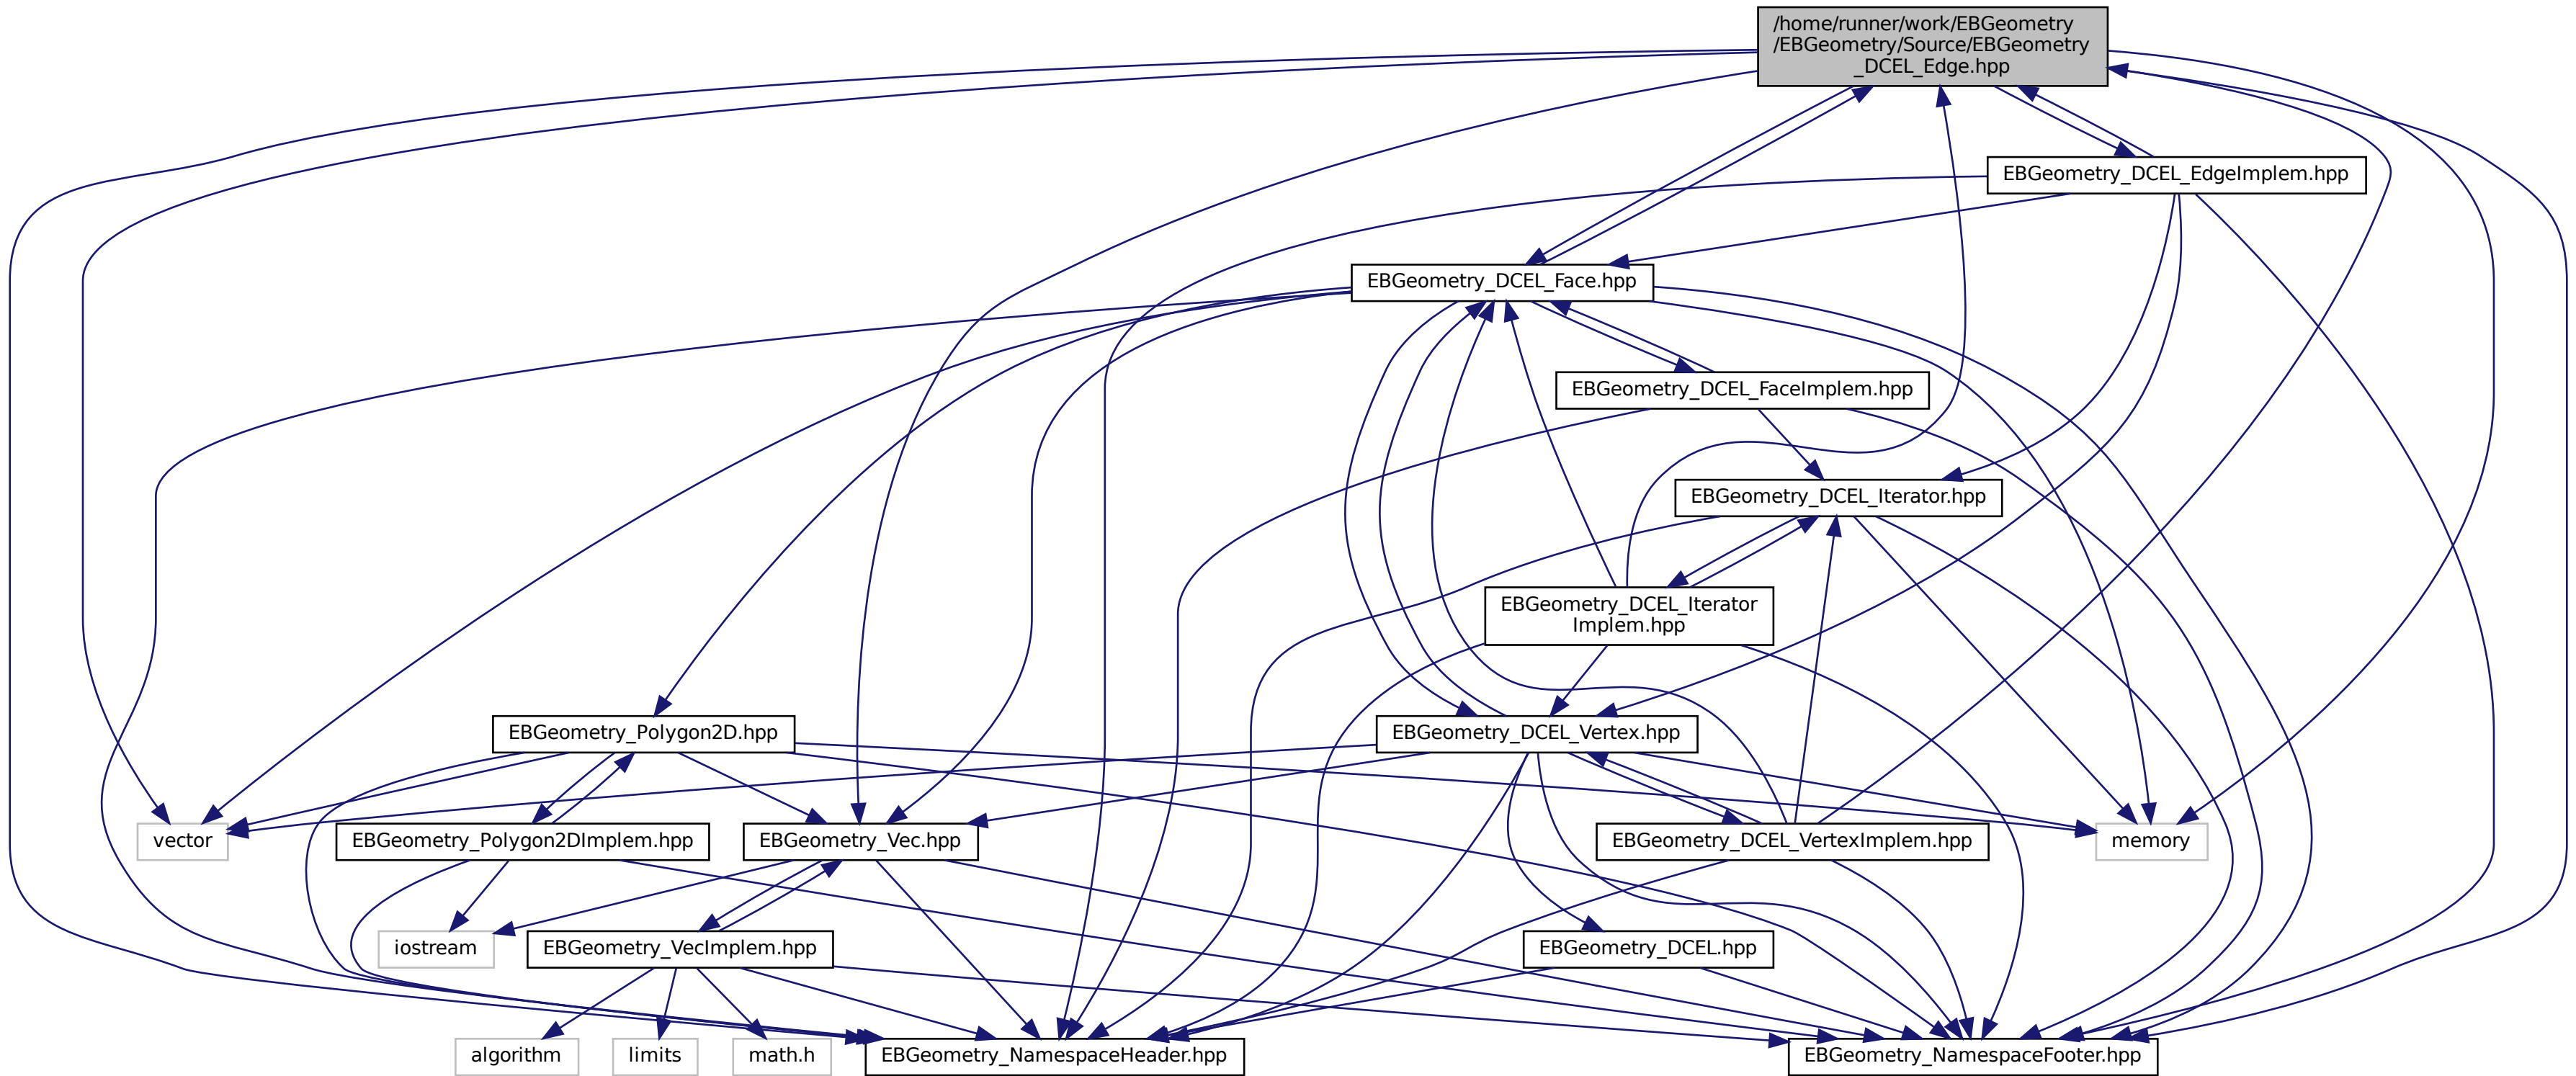 /home/runner/work/EBGeometry
/EBGeometry/Source/EBGeometry
_DCEL_Edge.hpp
EBGeometry_DCEL_EdgeImplem.hpp
EBGeometry_DCEL_Face.hpp
EBGeometry_DCEL_FaceImplem.hpp
EBGeometry_DCEL_Iterator.hpp
EBGeometry_DCEL_Iterator
Implem.hpp
EBGeometry_Polygon2D.hpp
EBGeometry_DCEL_Vertex.hpp
vector
EBGeometry_Polygon2DImplem.hpp
EBGeometry_Vec.hpp
EBGeometry_DCEL_VertexImplem.hpp
memory
iostream
EBGeometry_VecImplem.hpp
EBGeometry_DCEL.hpp
algorithm
limits
math.h
EBGeometry_NamespaceHeader.hpp
EBGeometry_NamespaceFooter.hpp